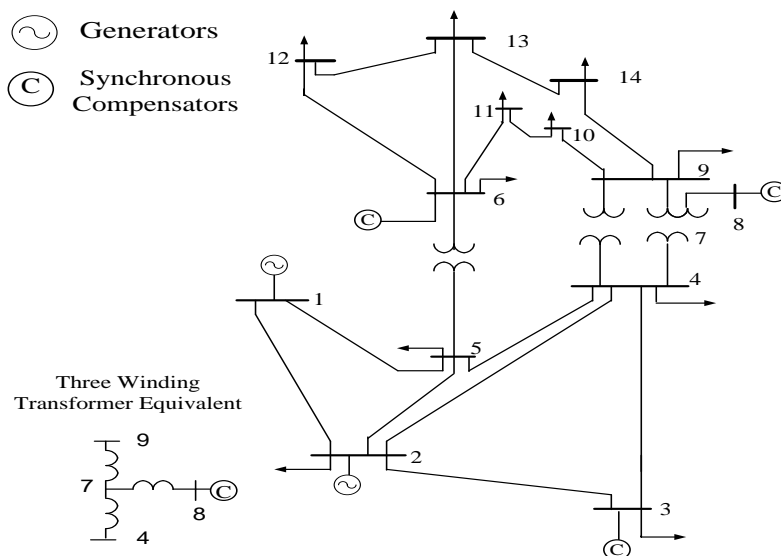 Generators
C
Synchronous
Compensators
13
12
14
11
10
9
6
C
8
C
7
1
4
5
Three Winding
Transformer Equivalent
9
2
7
8
C
3
4
C